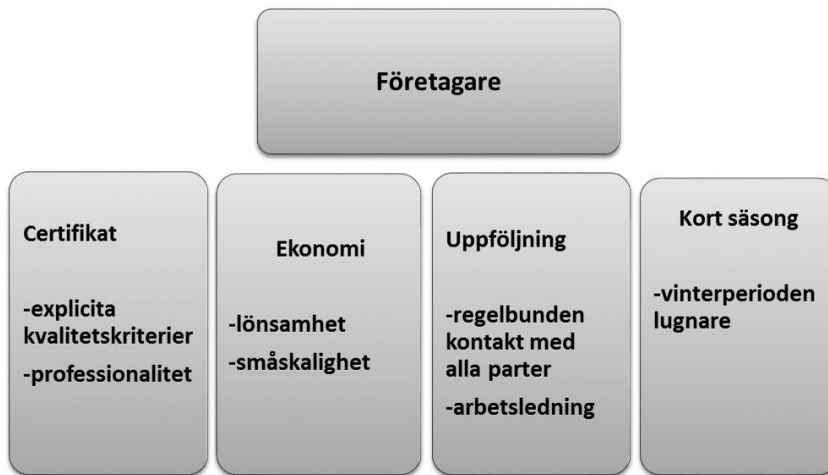 Företagare
Certifikat
-explicita
kvalitetskriterier
-professionalitet
Ekonomi
-lönsamhet
-småskalighet
Uppföljning
-regelbunden
kontakt med
alla parter
-arbetsledning
Kort säsong
-vinterperioden
lugnare